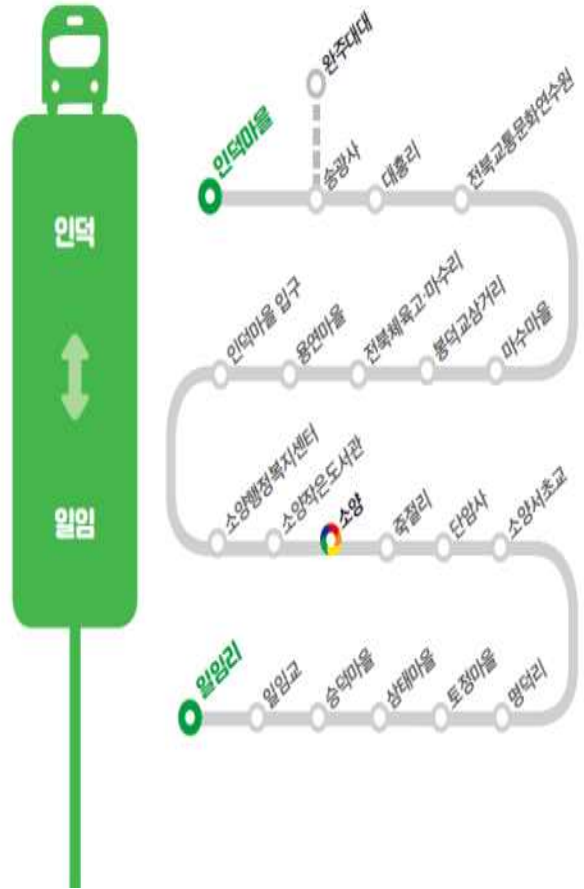 인덕
일임
완주대대
인덕마을
송광사
대흥리
전북교통문화연수원
인덕마을 입구
용연마을
전북체육고·마수리
봉덕교삼거리
마수마을
소양행정복지센터
소양작은도서관
소양
죽절리
단암사
소양서초교
일임리
일임교
승덕마을
삼태마을
토정마을
명덕리